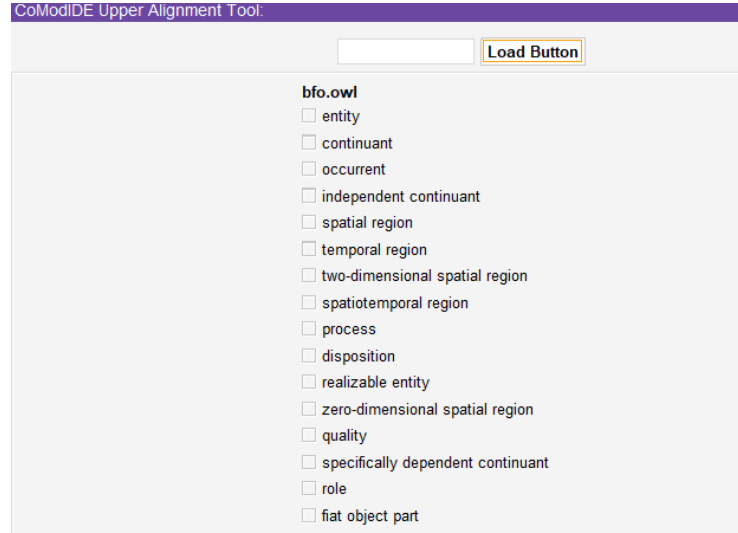 CoModIDE Upper Alignment Tool:
Load Button
bfo.owl
entity
continuant
occurrent
independent continuant
spatial region
temporal region
two-dimensional spatial region
spatiotemporal region
process
disposition
realizable entity
zero-dimensional spatial region
quality
specifically dependent continuant
role
fiat object part